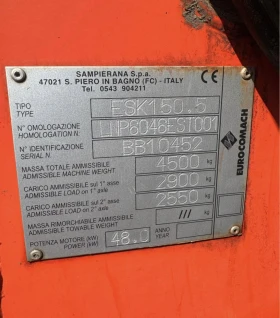 SAMPIERANA S.p.a.
47021 S. PIERO IN BAGNO (FC) - ITALY
Tel. 0543 904211
CE
TIPO
TYPE
ESK150.5
N° OMOLOGAZIONE
HOMOLOGATION N.
N° IDENTIFICAZIONE
SERIAL N.
BB10452
MASSA TOTALE AMMISSIBILE
ADMISSIBLE MACHINE WEIGHT
4500 kg
CARICO AMMISSIBILE sul 1° asse
ADMISSIBLE LOAD on 1° axle
2900 kg
CARICO AMMISSIBILE sul 2° asse
ADMISSIBLE LOAD on 2° axle
2550 kg
MASSA RIMORCHIABILE AMMISSIBILE
ADMISSIBLE TOWABLE MASS
/// kg
POTENZA MOTORE (kW)
POWER (kW)
48.0
ANNO
YEAR
EUROCOMACH